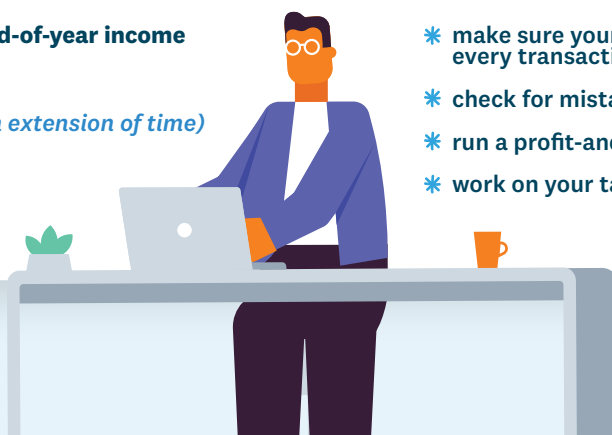 d-of-year income
extension of time)
make sure your
every transacti
check for mista
run a profit-and
work on your ta